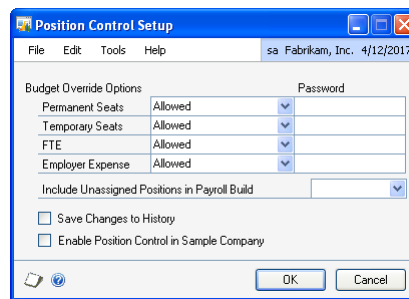 Position Control Setup
File Edit Tools Help sa Fabrikam, Inc. 4/12/2017
Budget Override Options Password
Permanent Seats Allowed
Temporary Seats Allowed
FTE Allowed
Employer Expense Allowed
Include Unassigned Positions in Payroll Build
Save Changes to History
Enable Position Control in Sample Company
OK Cancel